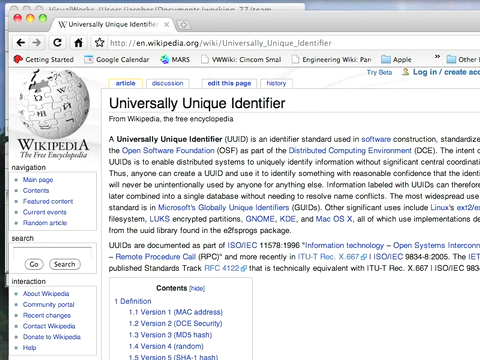 VisualWorks /Users/jarober/Documents/working-77/team
Universally Unique Identifier
http://en.wikipedia.org/wiki/Universally_Unique_Identifier
Getting Started Google Calendar MARS VWWiki: Cincom Smal Engineering Wiki: Par Apple
Try Beta Log in / create acc
article discussion edit this page history
Universally Unique Identifier
From Wikipedia, the free encyclopedia
A Universally Unique Identifier (UUID) is an identifier standard used in software construction, standardize
the Open Software Foundation (OSF) as part of the Distributed Computing Environment (DCE). The intent o
UUIDs is to enable distributed systems to uniquely identify information without significant central coordinatio
Thus, anyone can create a UUID and use it to identify something with reasonable confidence that the identi
will never be unintentionally used by anyone for anything else. Information labeled with UUIDs can therefor
later combined into a single database without needing to resolve name conflicts. The most widespread use
standard is in Microsoft's Globally Unique Identifiers (GUIDs). Other significant uses include Linux's ext2/e
filesystem, LUKS encrypted partitions, GNOME, KDE, and Mac OS X, all of which use implementations de
from the uuid library found in the e2fsprogs package.
UUIDs are documented as part of ISO/IEC 11578:1996 "Information technology – Open Systems Interconn
– Remote Procedure Call (RPC)" and more recently in ITU-T Rec. X.667 | ISO/IEC 9834-8:2005. The IET
published Standards Track RFC 4122 that is technically equivalent with ITU-T Rec. X.667 | ISO/IEC 983
Contents [hide]
1 Definition
1.1 Version 1 (MAC address)
1.2 Version 2 (DCE Security)
1.3 Version 3 (MD5 hash)
1.4 Version 4 (random)
1.5 Version 5 (SHA-1 hash)
WIKIPEDIA
The Free Encyclopedia
navigation
Main page
Contents
Featured content
Current events
Random article
search
Go Search
interaction
About Wikipedia
Community portal
Recent changes
Contact Wikipedia
Donate to Wikipedia
Help